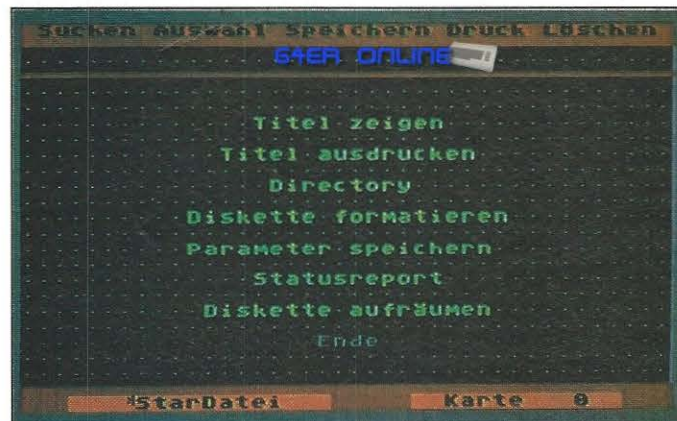 Suchen Auswahl Speichern Druck Löschen
64ER ONLINE
Titel zeigen
Titel ausdrucken
Directory
Diskette formatieren
Parameter speichern
Statusreport
Diskette aufräumen
Ende
*StarDatei Karte 0